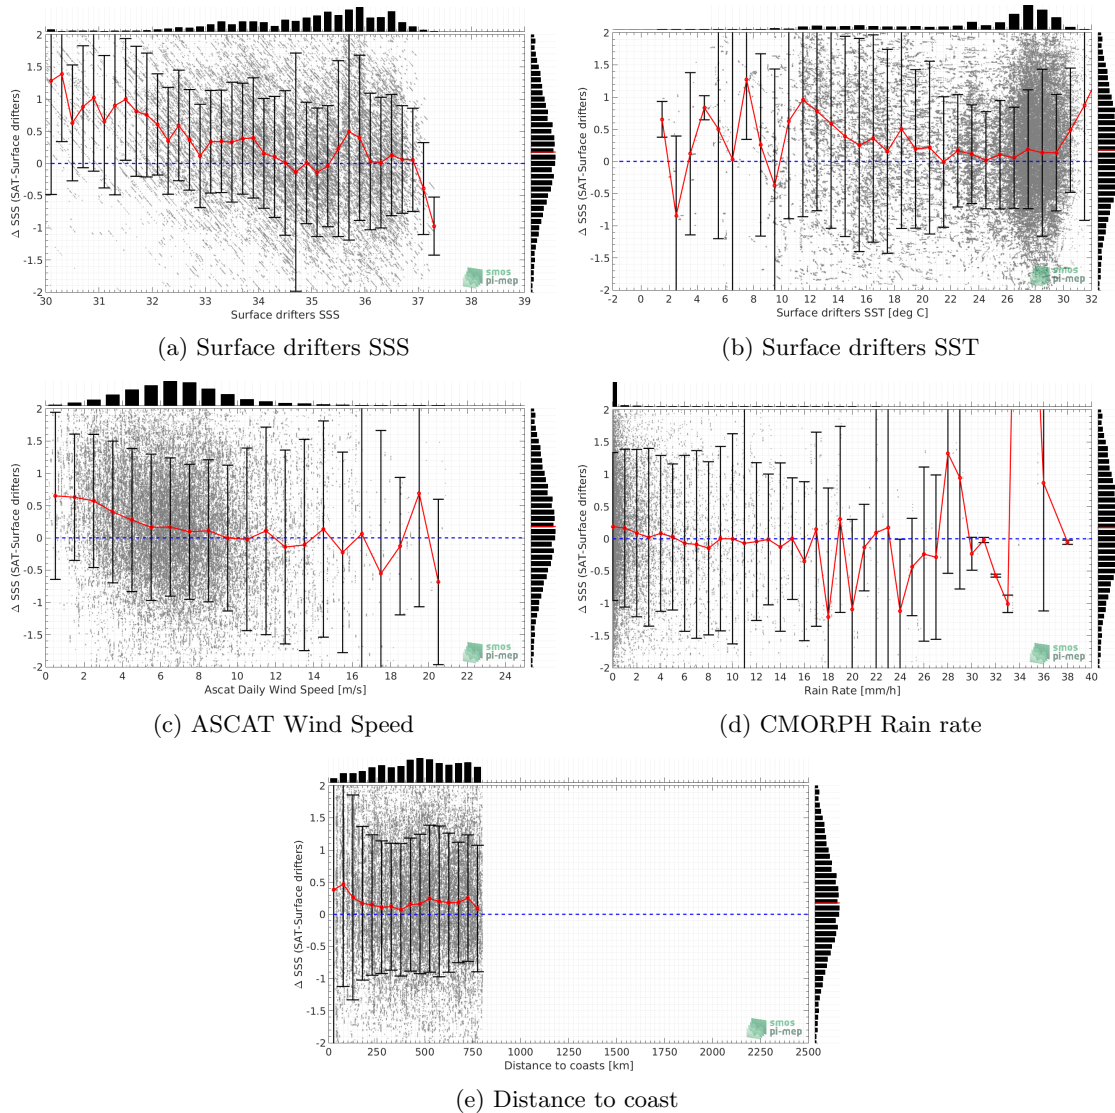 2
1.5
1
0.5
0
-0.5
-1
-1.5
-2
Δ SSS (SAT-Surface drifters)
30 31 32 33 34 35 36 37 38 39
Surface drifters SSS
smos
pi-mep
(a) Surface drifters SSS
2
1.5
1
0.5
0
-0.5
-1
-1.5
-2
Δ SSS (SAT-Surface drifters)
-2 0 2 4 6 8 10 12 14 16 18 20 22 24 26 28 30 32
Surface drifters SST [deg C]
smos
pi-mep
(b) Surface drifters SST
2
1.5
1
0.5
0
-0.5
-1
-1.5
-2
Δ SSS (SAT-Surface drifters)
0 2 4 6 8 10 12 14 16 18 20 22 24
Ascat Daily Wind Speed [m/s]
smos
pi-mep
(c) ASCAT Wind Speed
2
1.5
1
0.5
0
-0.5
-1
-1.5
-2
Δ SSS (SAT-Surface drifters)
0 2 4 6 8 10 12 14 16 18 20 22 24 26 28 30 32 34 36 38 40
Rain Rate [mm/h]
smos
pi-mep
(d) CMORPH Rain rate
2
1.5
1
0.5
0
-0.5
-1
-1.5
-2
Δ SSS (SAT-Surface drifters)
0 250 500 750 1000 1250 1500 1750 2000 2250 2500
Distance to coasts [km]
smos
pi-mep
(e) Distance to coast